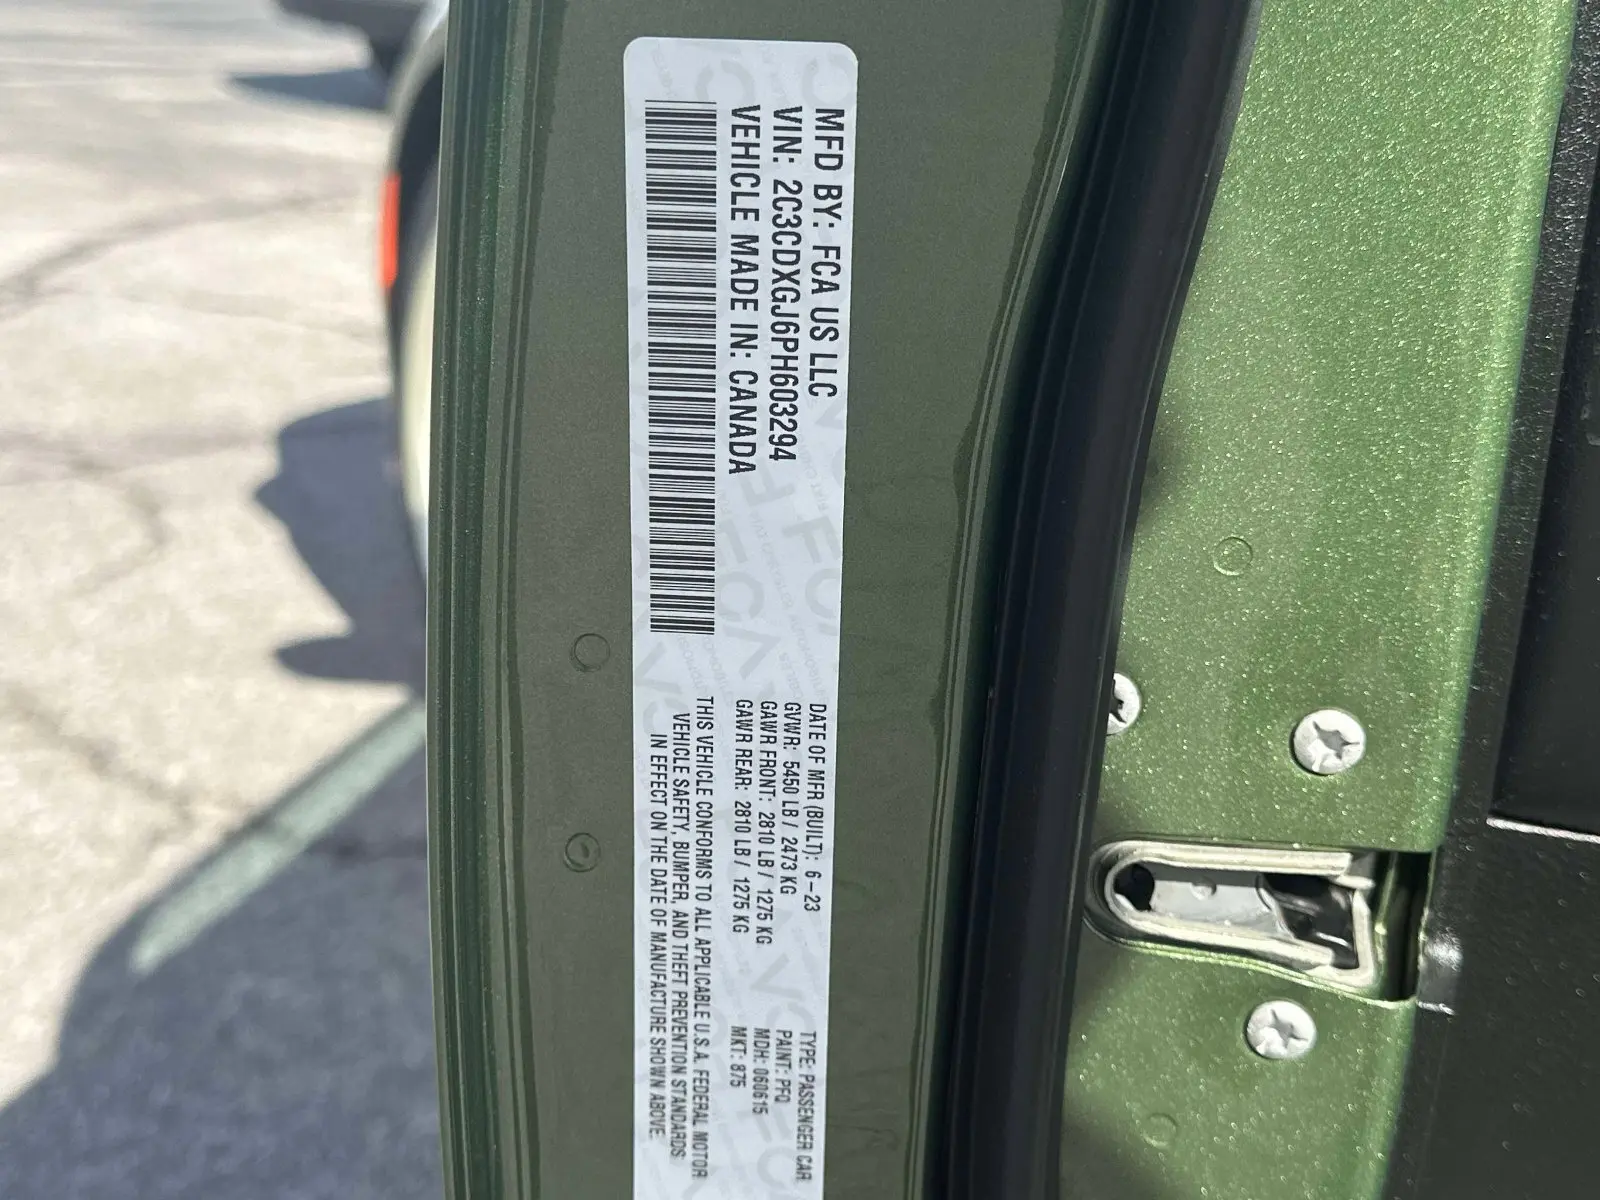 MFD BY: FCA US LLC
VIN: 2C3CDXGJ6PH603294
VEHICLE MADE IN: CANADA
DATE OF MFR (BUILT): 6-23
GVWR: 5450 LB / 2473 KG
GAWR FRONT: 2810 LB / 1275 KG
GAWR REAR: 2810 LB / 1275 KG
THIS VEHICLE CONFORMS TO ALL APPLICABLE U.S.A. FEDERAL MOTOR
VEHICLE SAFETY, BUMPER, AND THEFT PREVENTION STANDARDS
IN EFFECT ON THE DATE OF MANUFACTURE SHOWN ABOVE.
TYPE: PASSENGER CAR
PAINT: PFQ
MDH: 060615
MKT: 875